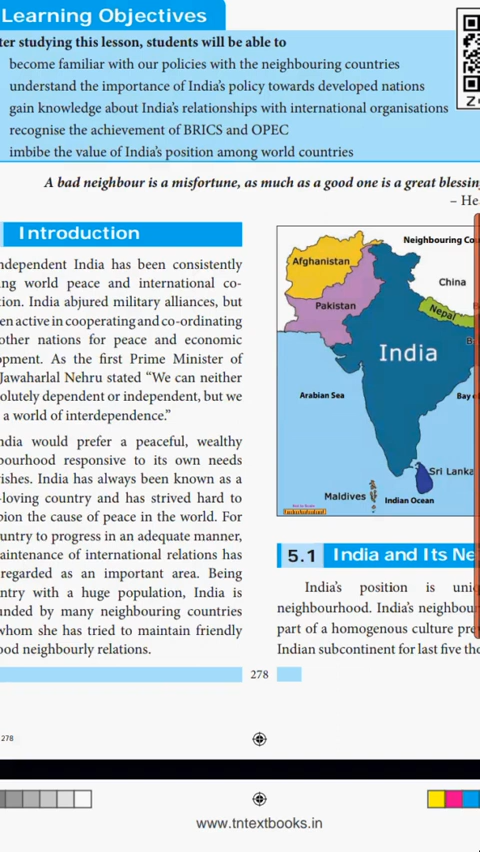 Learning Objectives
ter studying this lesson, students will be able to
become familiar with our policies with the neighbouring countries
understand the importance of India's policy towards developed nations
gain knowledge about India's relationships with international organisations
recognise the achievement of BRICS and OPEC
imbibe the value of India's position among world countries
A bad neighbour is a misfortune, as much as a good one is a great blessing
– He
Introduction
ndependent India has been consistently
ing world peace and international co-
tion. India abjured military alliances, but
en active in cooperating and co-ordinating
other nations for peace and economic
opment. As the first Prime Minister of
Jawaharlal Nehru stated “We can neither
solutely dependent or independent, but we
a world of interdependence.”
ndia would prefer a peaceful, wealthy
bourhood responsive to its own needs
vishes. India has always been known as a
-loving country and has strived hard to
pion the cause of peace in the world. For
untry to progress in an adequate manner,
aintenance of international relations has
regarded as an important area. Being
ntry with a huge population, India is
unded by many neighbouring countries
whom she has tried to maintain friendly
ood neighbourly relations.
Neighbouring Cou
Afghanistan
China
Pakistan
Nepal
B
B
India
Arabian Sea
Bay o
Sri Lanka
Maldives
Indian Ocean
5.1 India and Its Ne
India's position is uniq
neighbourhood. India's neighbour
part of a homogenous culture pre
Indian subcontinent for last five tho
278
278
www.tntextbooks.in